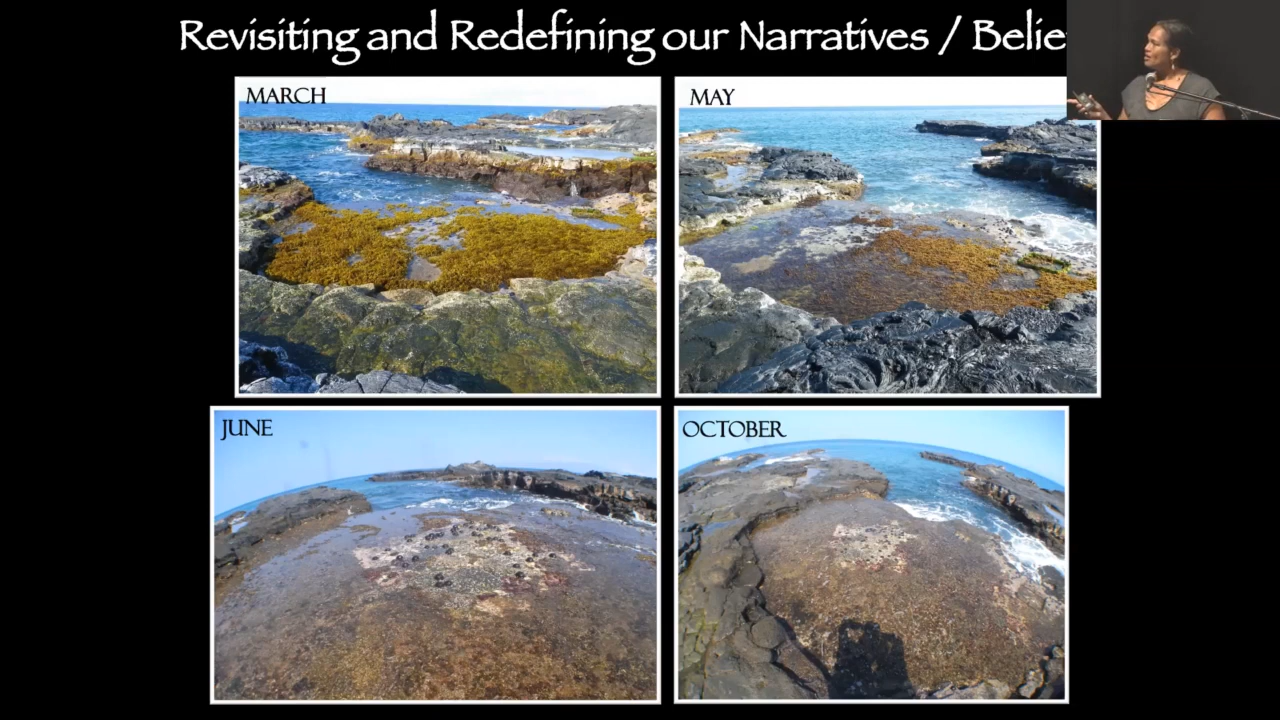 Revisiting and Redefining our Narratives / Belie
MARCH
MAY
JUNE
OCTOBER